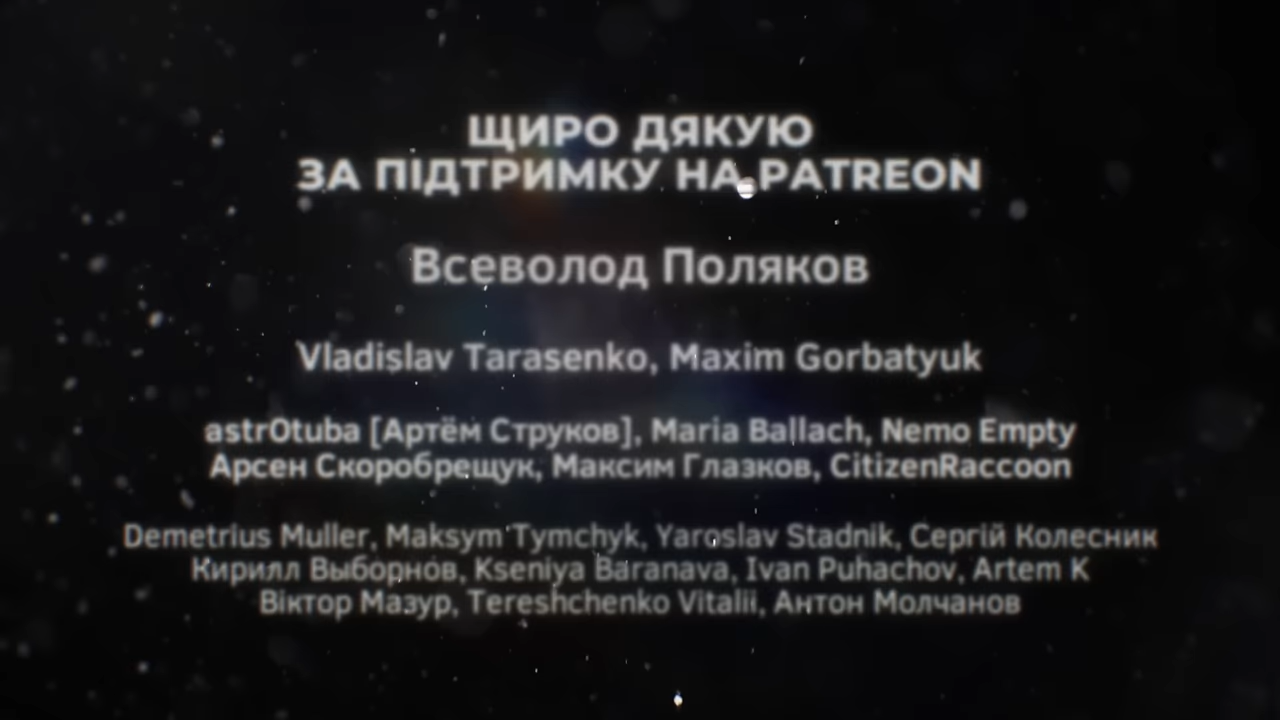 ЩИРО ДЯКУЮ
ЗА ПІДТРИМКУ НА PATREON
Всеволод Поляков
Vladislav Tarasenko, Maxim Gorbatyuk
astr0tuba [Артём Струков], Maria Ballach, Nemo Empty
Арсен Скоробрещук, Максим Глазков, CitizenRaccoon
Demetrius Muller, Maksym Tymchyk, Yaroslav Stadnik, Сергій Колесник
Кирилл Выборнов, Kseniya Baranava, Ivan Puhachov, Artem K
Віктор Мазур, Tereshchenko Vitalii, Антон Молчанов